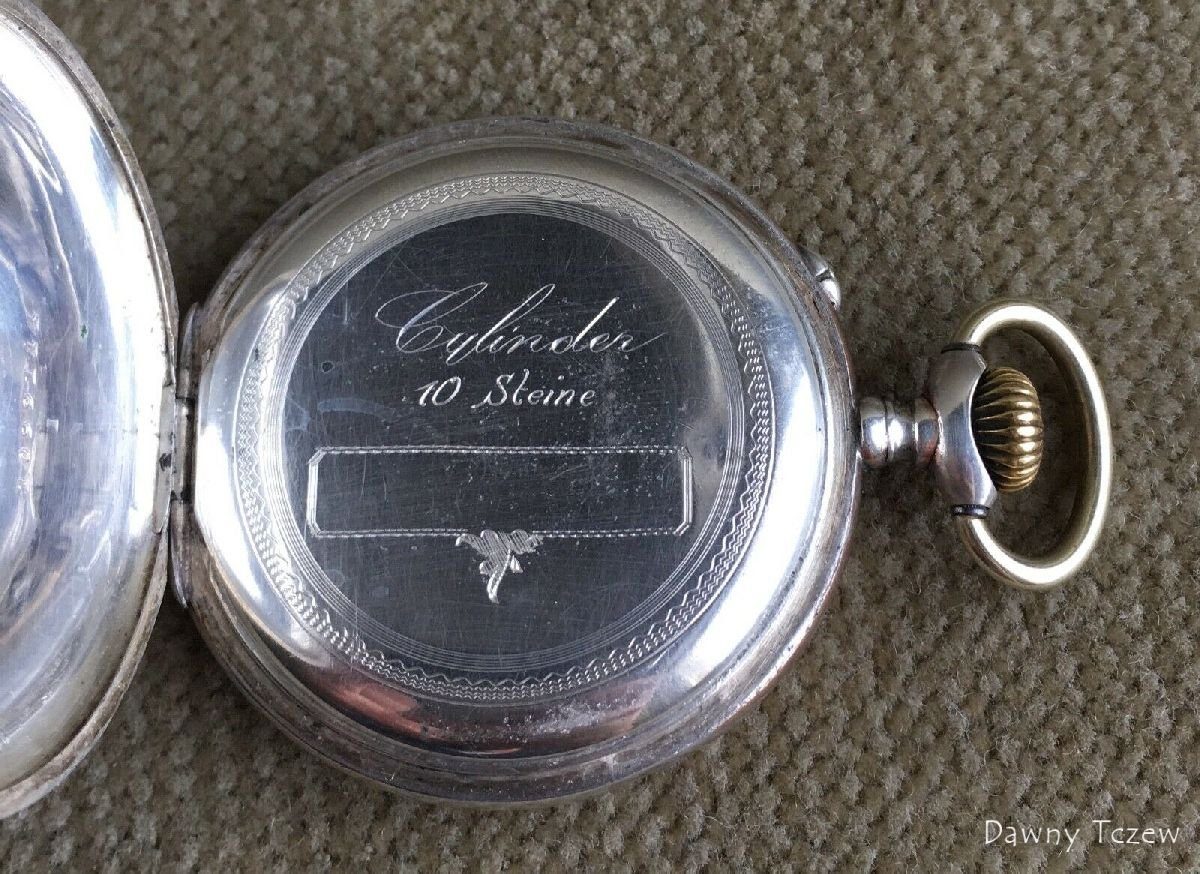 Cylinder
10 Steine
Dawny Tczew